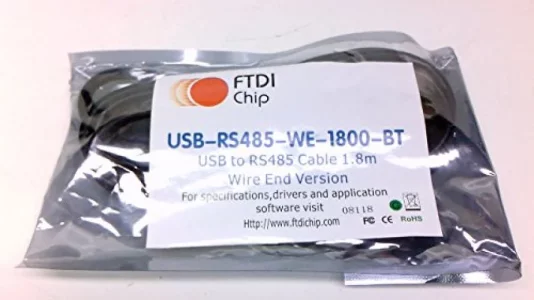 FTDI
Chip
USB-RS485-WE-1800-BT
USB to RS485 Cable 1.8m
Wire End Version
For specifications,drivers and application
software visit 08118 FC CE RoHS
Http://www.ftdichip.com